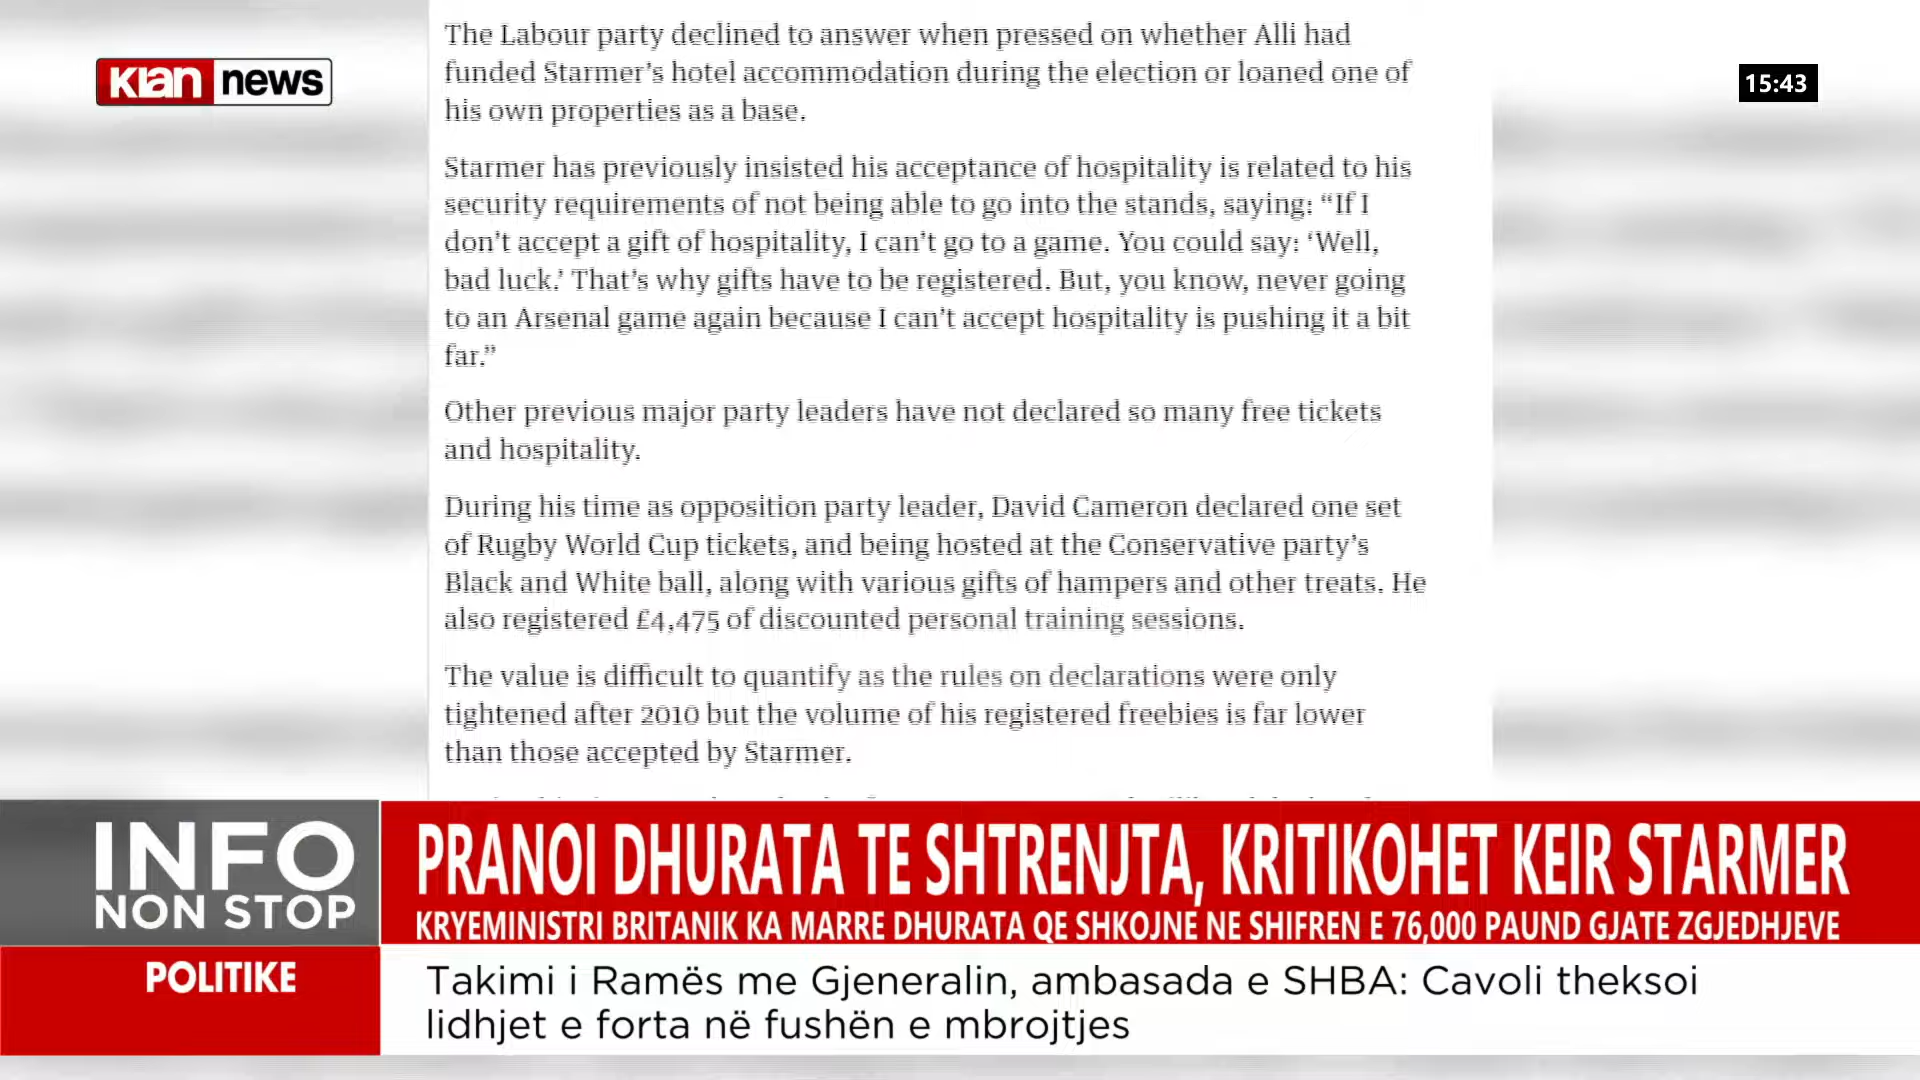 The Labour party declined to answer when pressed on whether Alli had
funded Starmer’s hotel accommodation during the election or loaned one of
his own properties as a base.
Starmer has previously insisted his acceptance of hospitality is related to his
security requirements of not being able to go into the stands, saying: “If I
don’t accept a gift of hospitality, I can’t go to a game. You could say: ‘Well,
bad luck.’ That’s why gifts have to be registered. But, you know, never going
to an Arsenal game again because I can’t accept hospitality is pushing it a bit
far.”
Other previous major party leaders have not declared so many free tickets
and hospitality.
During his time as opposition party leader, David Cameron declared one set
of Rugby World Cup tickets, and being hosted at the Conservative party’s
Black and White ball, along with various gifts of hampers and other treats. He
also registered £4,475 of discounted personal training sessions.
The value is difficult to quantify as the rules on declarations were only
tightened after 2010 but the volume of his registered freebies is far lower
than those accepted by Starmer.
klan news
15:43
INFO
NON STOP
PRANOI DHURATA TE SHTRENJTA, KRITIKOHET KEIR STARMER
KRYEMINISTRI BRITANIK KA MARRE DHURATA QE SHKOJNE NE SHIFREN E 76,000 PAUND GJATE ZGJEDHJEVE
POLITIKE
Takimi i Ramës me Gjeneralin, ambasada e SHBA: Cavoli theksoi
lidhjet e forta në fushën e mbrojtjes